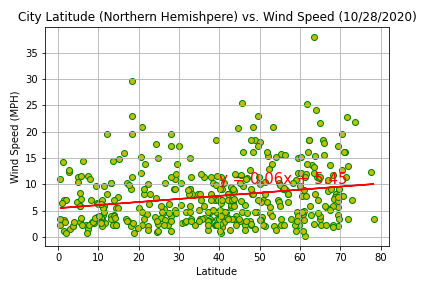 City Latitude (Northern Hemishpere) vs. Wind Speed (10/28/2020)
Wind Speed (MPH)
35
30
25
20
15
10
5
0
y = 0.06x + 5.45
0 10 20 30 40 50 60 70 80
Latitude